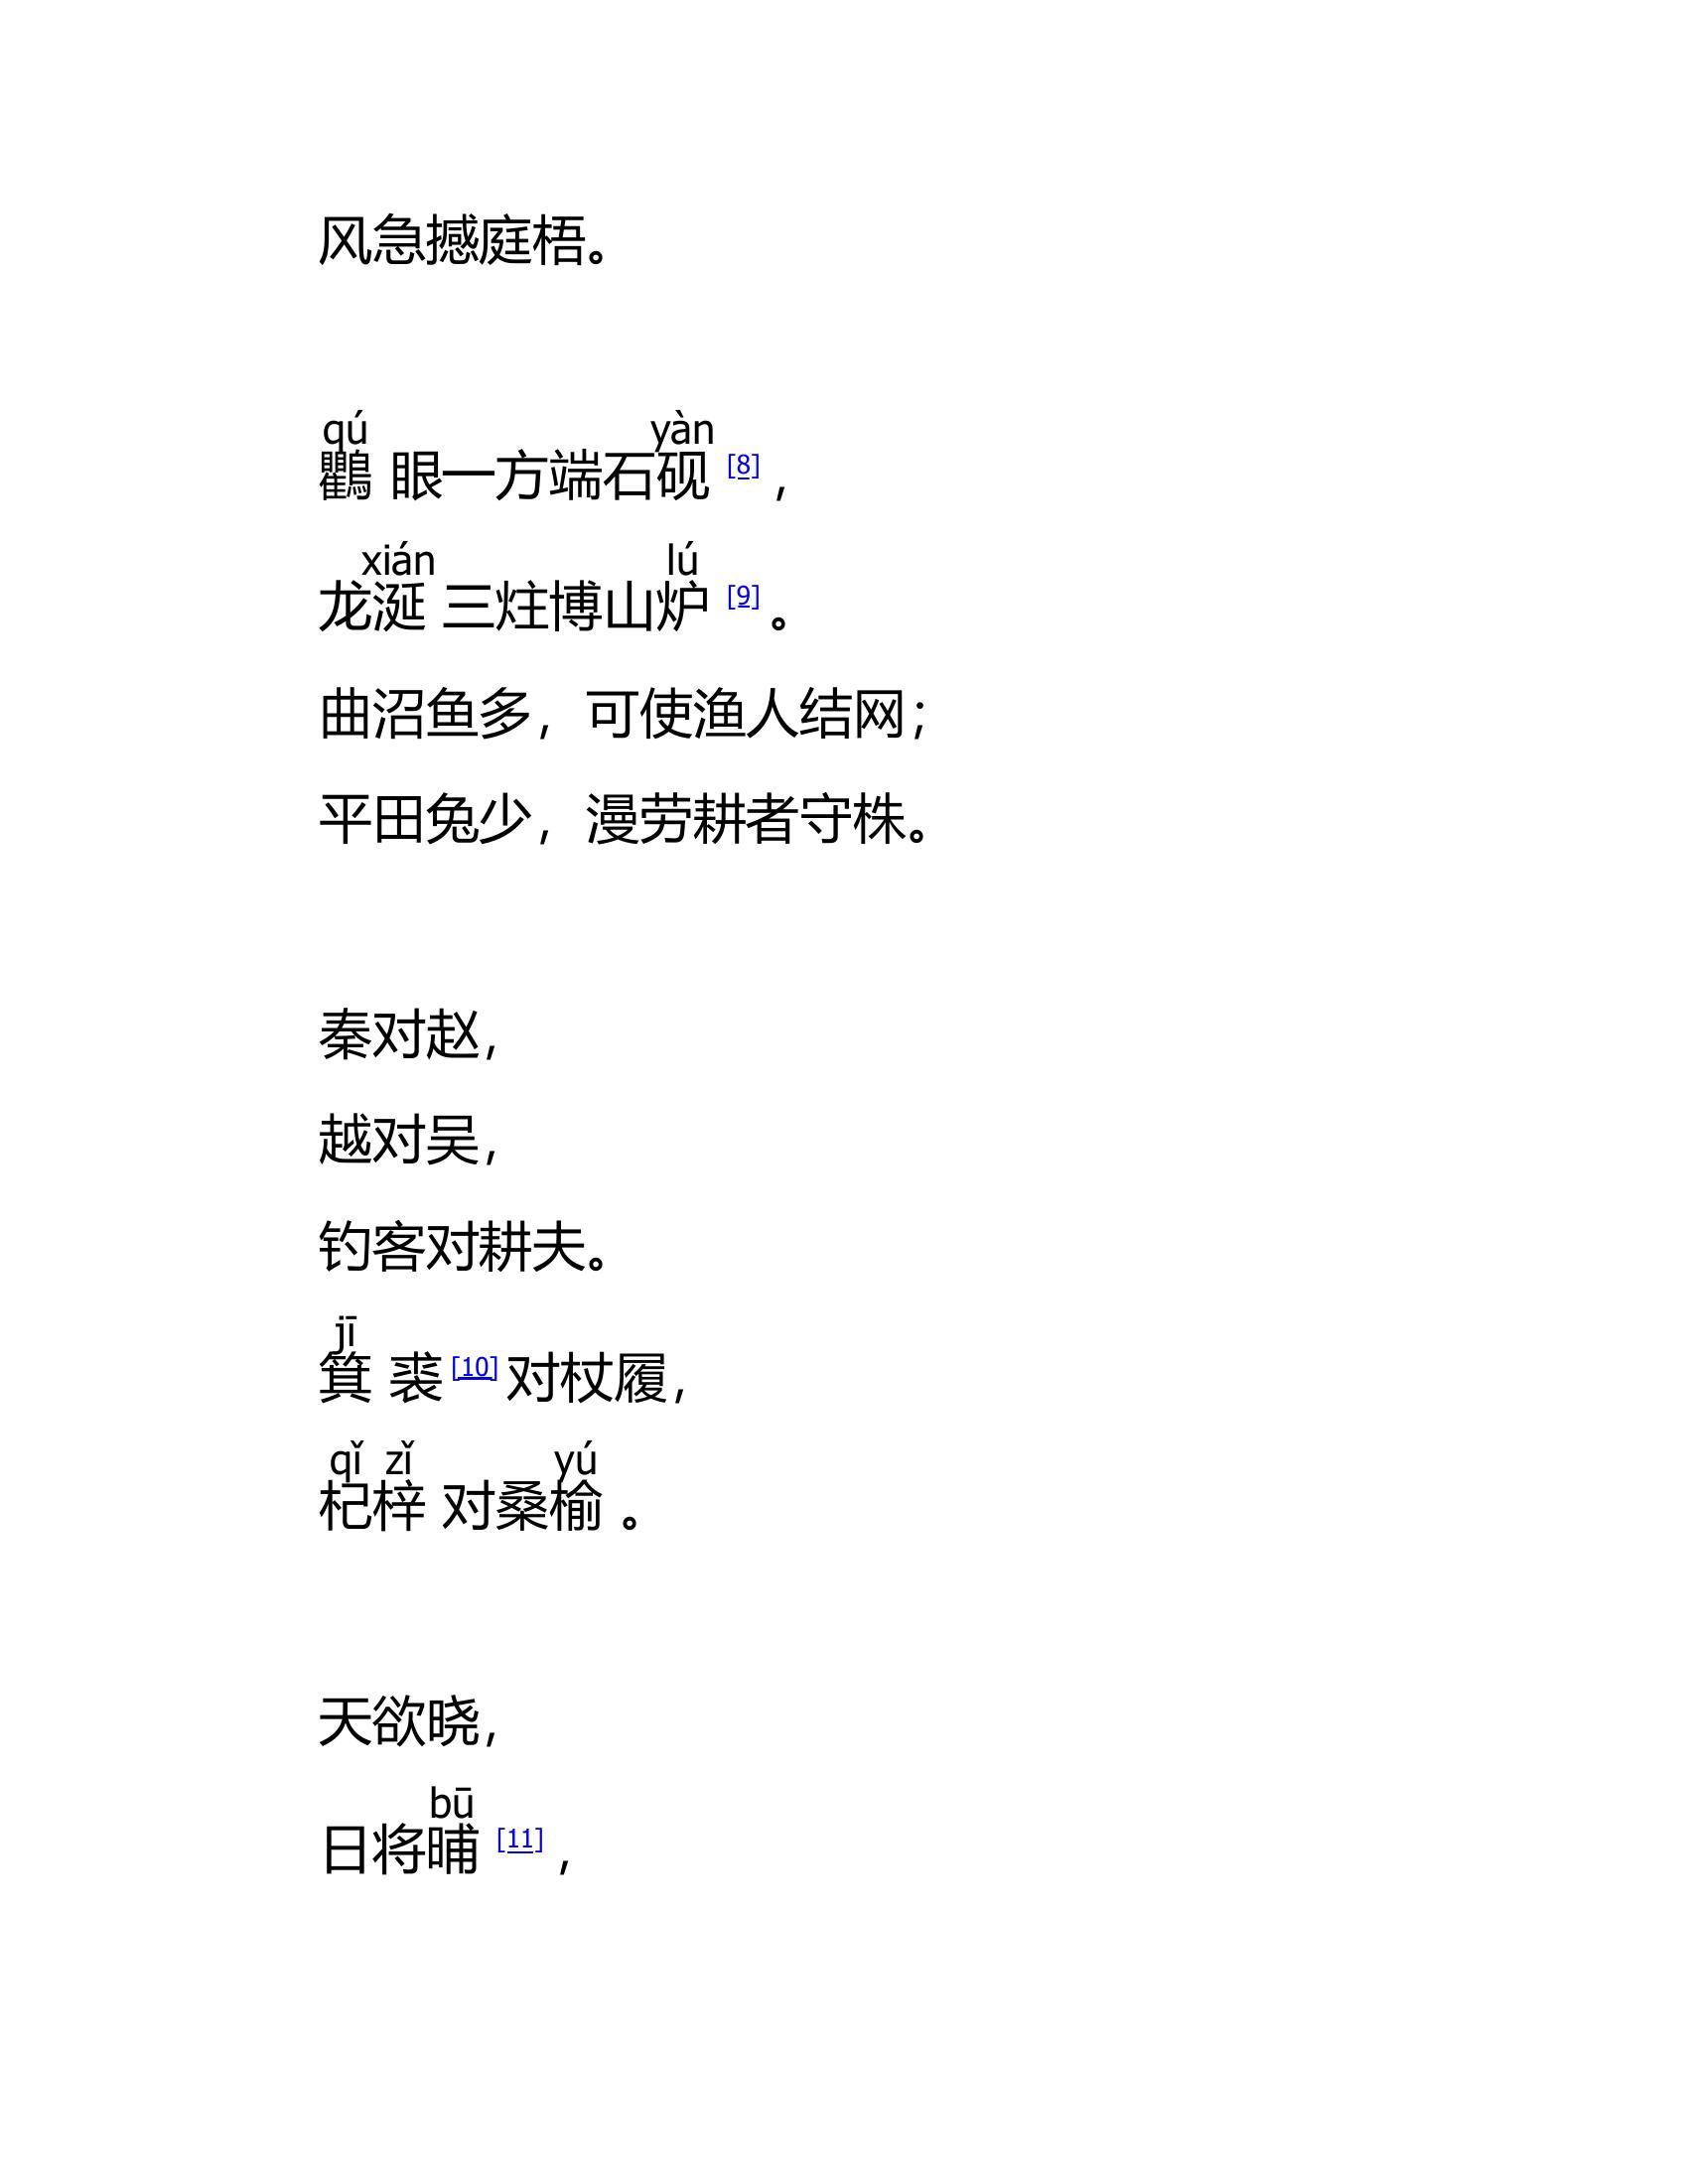 风急撼庭梧。
qú yàn
鸜眼一方端石砚 [8] ，
xián lú
龙涎 三炷博山炉 [9] 。
曲沼鱼多，可使渔人结网；
平田兔少，漫劳耕者守株。
秦对赵，
越对吴，
钓客对耕夫。
jī
箕 裘[10] 对杖履，
qǐ zǐ yú
杞梓 对桑榆 。
天欲晓，
bū
日将晡 [11] ，